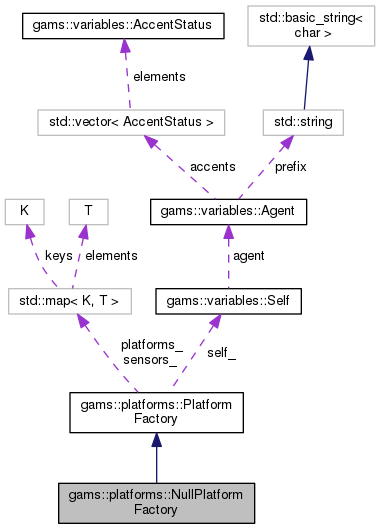 gams::variables::AccentStatus
std::basic_string<
char >
elements
std::vector< AccentStatus >
std::string
accents
prefix
K
T
gams::variables::Agent
keys
elements
agent
std::map< K, T >
gams::variables::Self
platforms_
sensors_
self_
gams::platforms::Platform
Factory
gams::platforms::NullPlatform
Factory